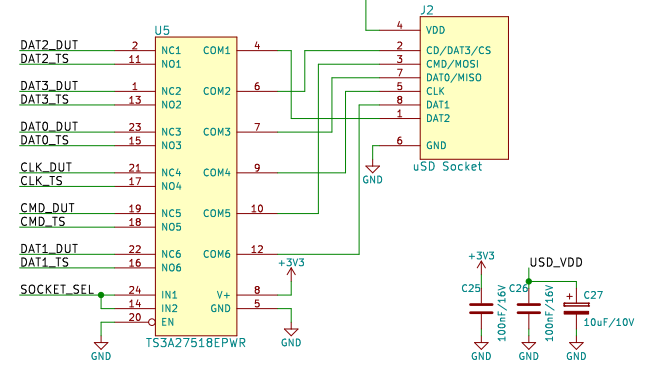 J2
U5
4 VDD
DAT2_DUT 2 NC1 COM1 4 2 CD/DAT3/CS
DAT2_TS 11 NO1 3 CMD/MOSI
7 DAT0/MISO
DAT3_DUT 1 NC2 COM2 6 5 CLK
DAT3_TS 13 NO2 8 DAT1
1 DAT2
DAT0_DUT 23 NC3 COM3 7
DAT0_TS 15 NO3 6 GND
CLK_DUT 21 NC4 COM4 9 uSD Socket
CLK_TS 17 NO4 GND
CMD_DUT 19 NC5 COM5 10
CMD_TS 18 NO5
DAT1_DUT 22 NC6 COM6 12
DAT1_TS 16 NO6 +3V3 +3V3 USD_VDD
SOCKET_SEL 24 IN1 V+ 8 C25 C26 C27
14 IN2 GND 5 100nF/16V 100nF/16V +
20 EN 10uF/10V
TS3A27518EPWR
GND GND GND GND GND